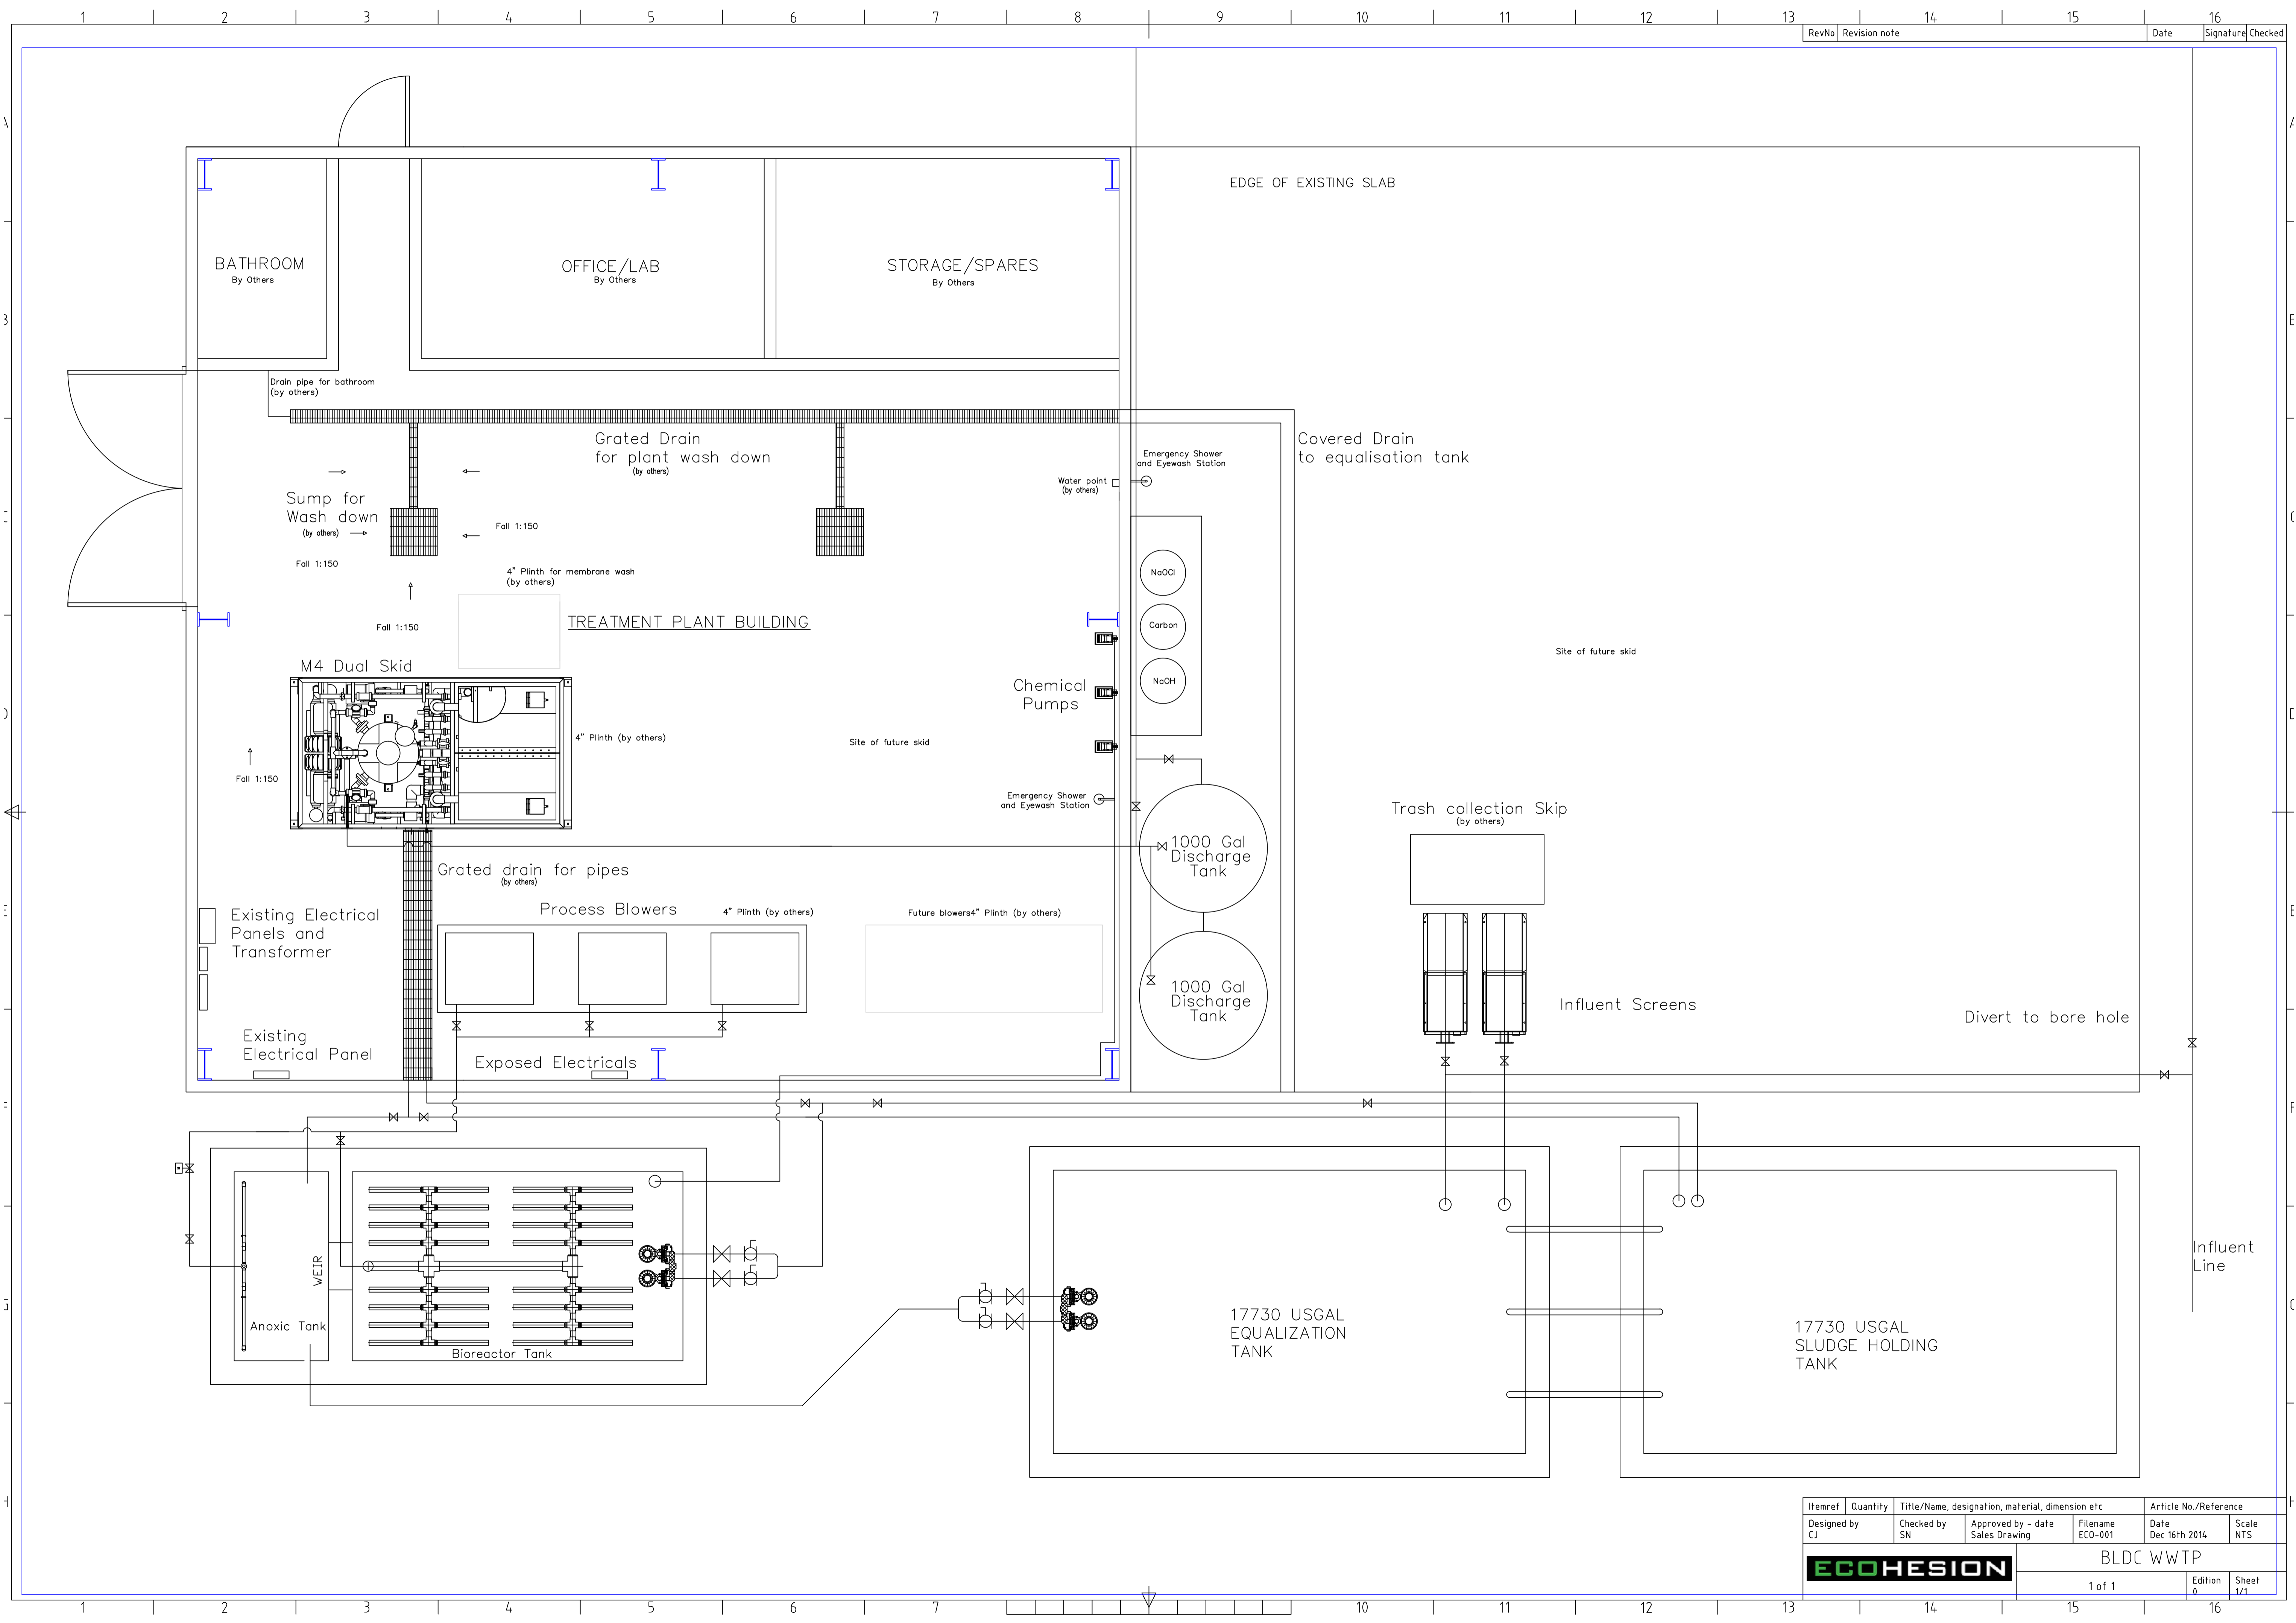 1 2 3 4 5 6 7 8 9 10 11 12 13 14 15 16
RevNo Revision note Date Signature Checked
A
EDGE OF EXISTING SLAB
BATHROOM
By Others
OFFICE/LAB
By Others
STORAGE/SPARES
By Others
Drain pipe for bathroom
(by others)
Grated Drain
for plant wash down
(by others)
Covered Drain
to equalisation tank
Emergency Shower
and Eyewash Station
Water point
(by others)
Sump for
Wash down
(by others)
Fall 1:150
Fall 1:150
4" Plinth for membrane wash
(by others)
NaOCl
TREATMENT PLANT BUILDING
Carbon
Fall 1:150
Site of future skid
M4 Dual Skid
NaOH
Chemical
Pumps
4" Plinth (by others)
Site of future skid
Fall 1:150
Emergency Shower
and Eyewash Station
Trash collection Skip
(by others)
1000 Gal
Discharge
Tank
Grated drain for pipes
(by others)
Process Blowers
4" Plinth (by others)
Future blowers4" Plinth (by others)
Existing Electrical
Panels and
Transformer
1000 Gal
Discharge
Tank
Influent Screens
Divert to bore hole
Existing
Electrical Panel
Exposed Electricals
WEIR
Anoxic Tank
Bioreactor Tank
Influent
Line
17730 USGAL
EQUALIZATION
TANK
17730 USGAL
SLUDGE HOLDING
TANK
Itemref Quantity Title/Name, designation, material, dimension etc Article No./Reference
Designed by
CJ
Checked by
SN
Approved by - date
Sales Drawing
Filename
ECO-001
Date
Dec 16th 2014
Scale
NTS
ECOHESION
BLDC WWTP
1 of 1
Edition
0
Sheet
1/1
1 2 3 4 5 6 7 10 11 12 13 14 15 16